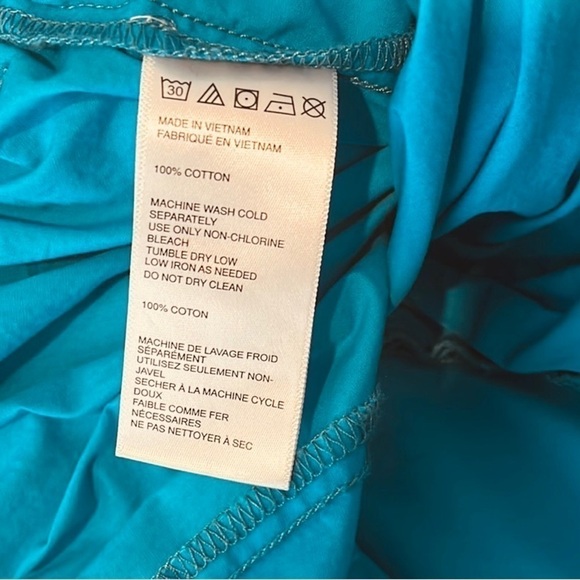 30
MADE IN VIETNAM
FABRIQUÉ EN VIETNAM
100% COTTON
MACHINE WASH COLD
SEPARATELY
USE ONLY NON-CHLORINE
BLEACH
TUMBLE DRY LOW
LOW IRON AS NEEDED
DO NOT DRY CLEAN
100% COTON
MACHINE DE LAVAGE FROID
SÉPARÉMENT
UTILISEZ SEULEMENT NON-
JAVEL
SECHER À LA MACHINE CYCLE
DOUX
FAIBLE COMME FER
NÉCESSAIRES
NE PAS NETTOYER À SEC